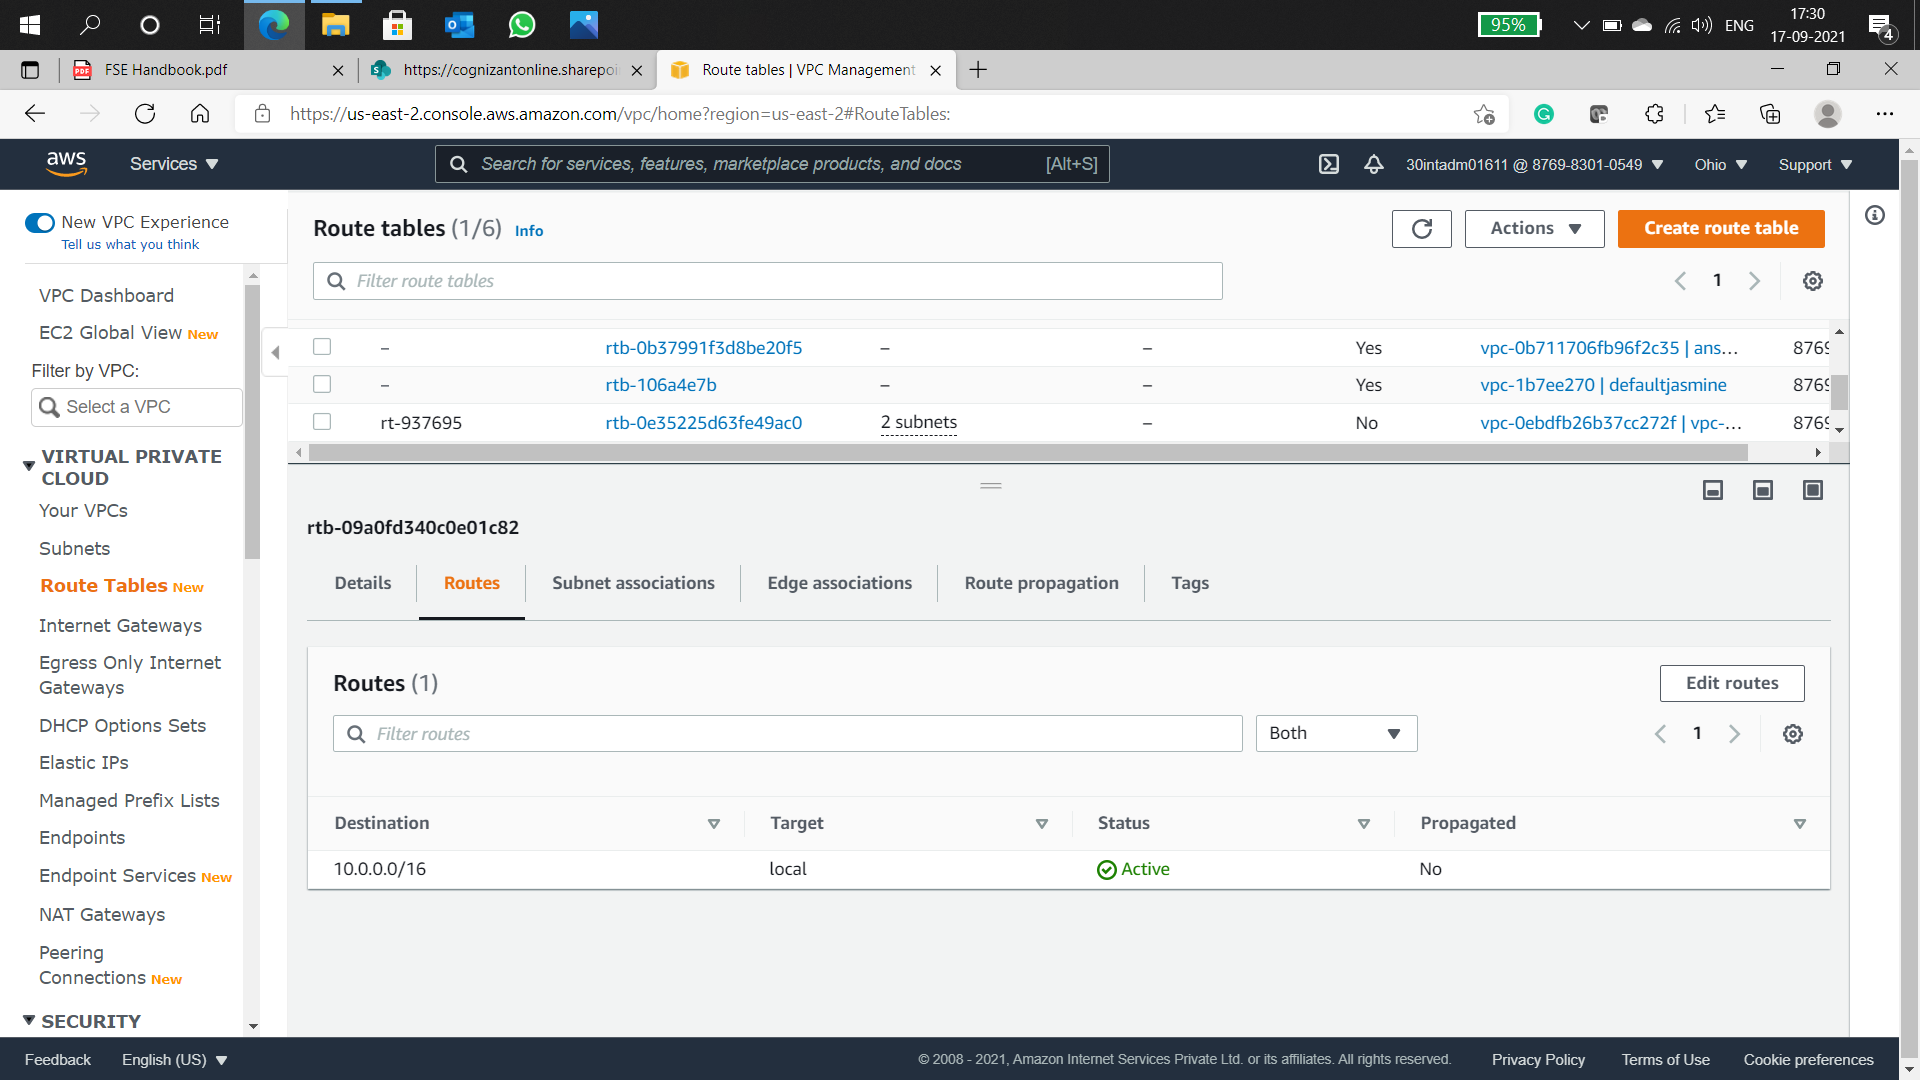 95%
ENG
17:30
17-09-2021
4
FSE Handbook.pdf
https://cognizantonline.sharepoi
Route tables | VPC Management
https://us-east-2.console.aws.amazon.com/vpc/home?region=us-east-2#RouteTables:
aws
Services
Search for services, features, marketplace products, and docs
[Alt+S]
30intadm01611 @ 8769-8301-0549
Ohio
Support
New VPC Experience
Tell us what you think
VPC Dashboard
EC2 Global View New
Filter by VPC:
Select a VPC
VIRTUAL PRIVATE
CLOUD
Your VPCs
Subnets
Route Tables New
Internet Gateways
Egress Only Internet
Gateways
DHCP Options Sets
Elastic IPs
Managed Prefix Lists
Endpoints
Endpoint Services New
NAT Gateways
Peering
Connections New
SECURITY
Route tables (1/6) Info
Actions
Create route table
Filter route tables
1
– rtb-0b37991f3d8be20f5 – – Yes vpc-0b711706fb96f2c35 | ans... 8769
– rtb-106a4e7b – – Yes vpc-1b7ee270 | defaultjasmine 8769
rt-937695 rtb-0e35225d63fe49ac0 2 subnets – No vpc-0ebdfb26b37cc272f | vpc-... 8769
rtb-09a0fd340c0e01c82
Details Routes Subnet associations Edge associations Route propagation Tags
Routes (1)
Edit routes
Filter routes
Both
1
Destination Target Status Propagated
10.0.0.0/16 local Active No
Feedback English (US)
© 2008 - 2021, Amazon Internet Services Private Ltd. or its affiliates. All rights reserved. Privacy Policy Terms of Use Cookie preferences